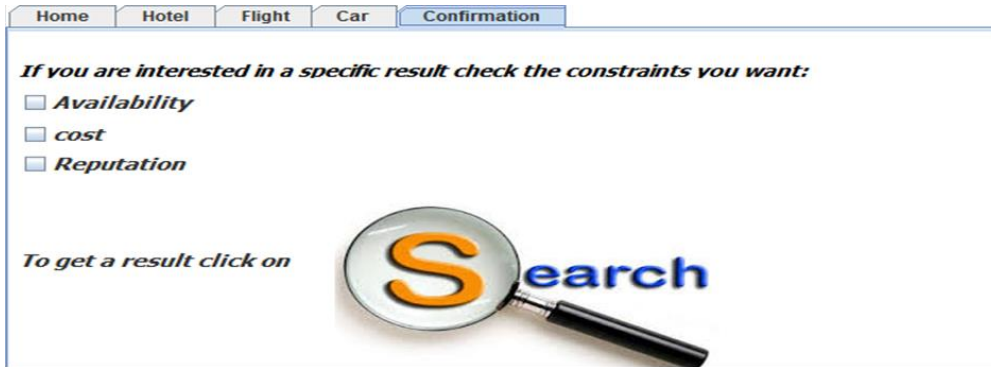 Home Hotel Flight Car Confirmation
If you are interested in a specific result check the constraints you want:
Availability
cost
Reputation
To get a result click on Search